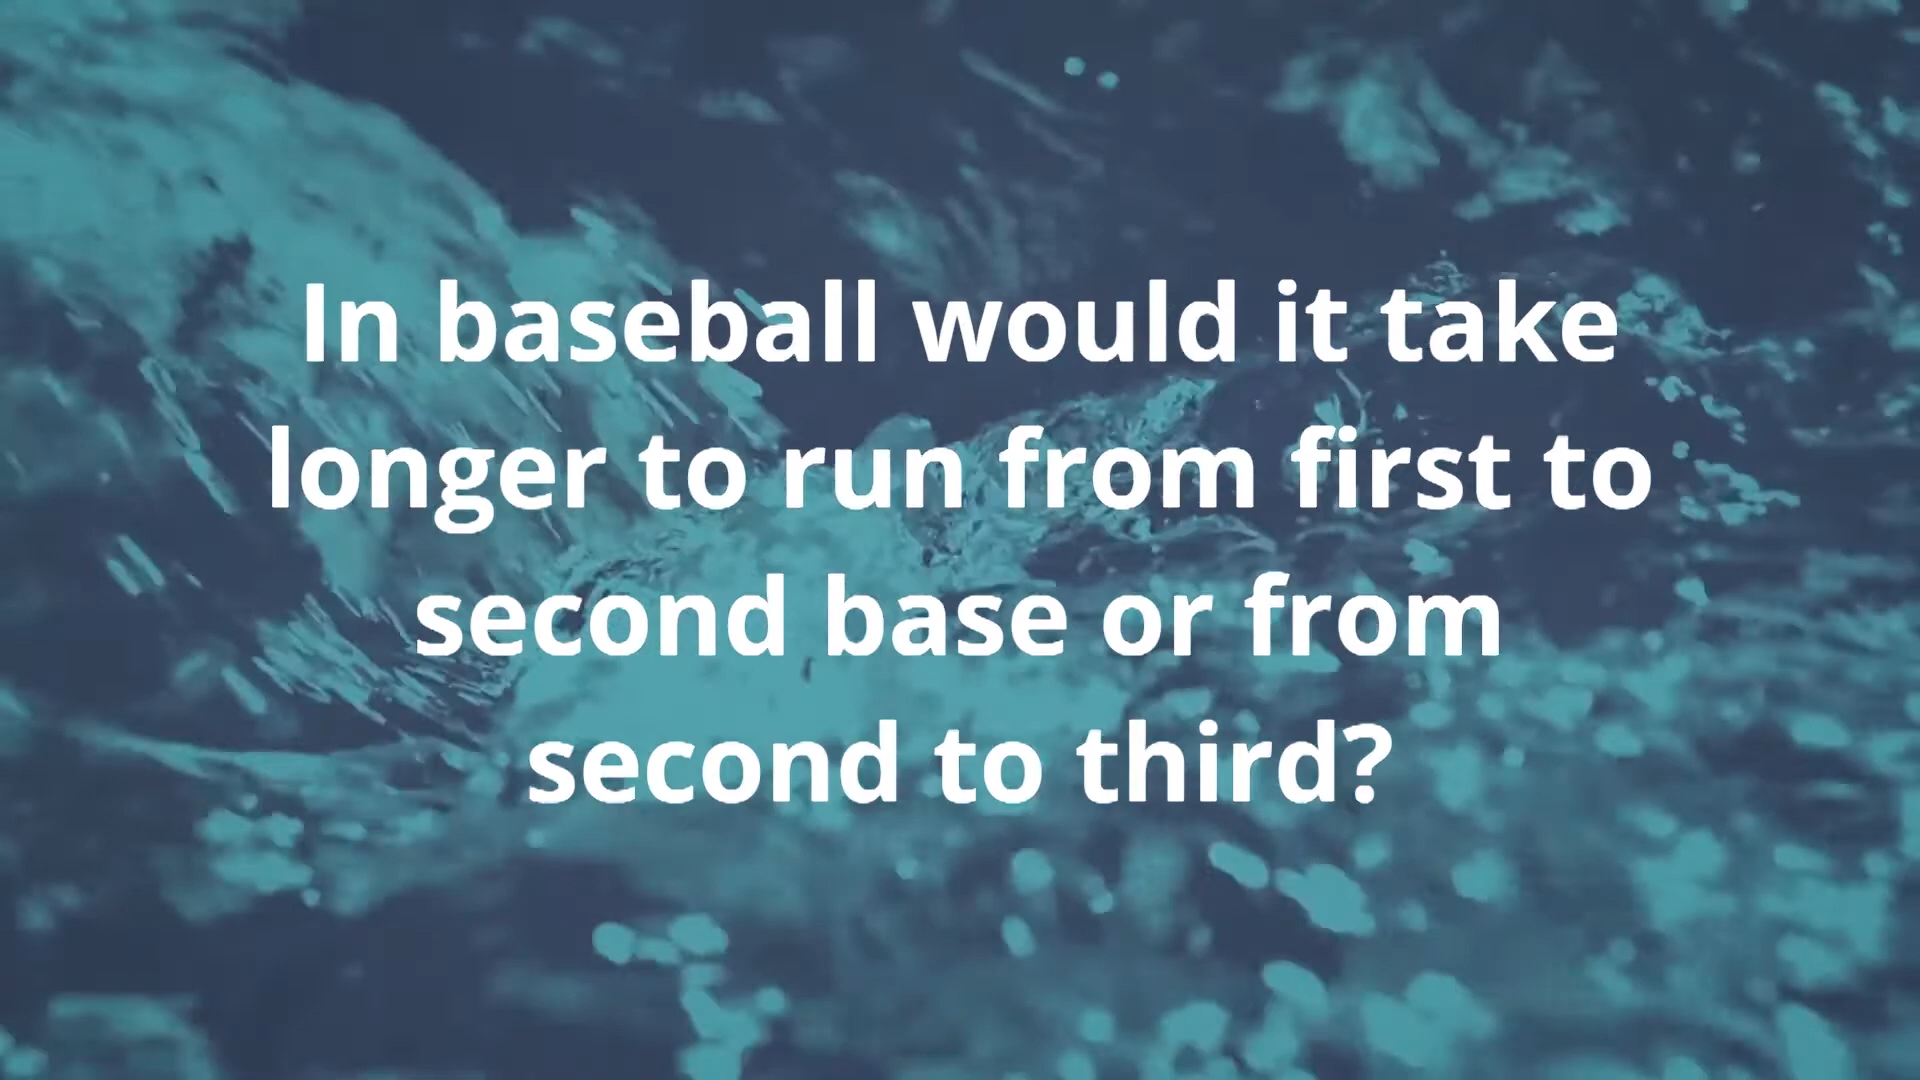 In baseball would it take
longer to run from first to
second base or from
second to third?